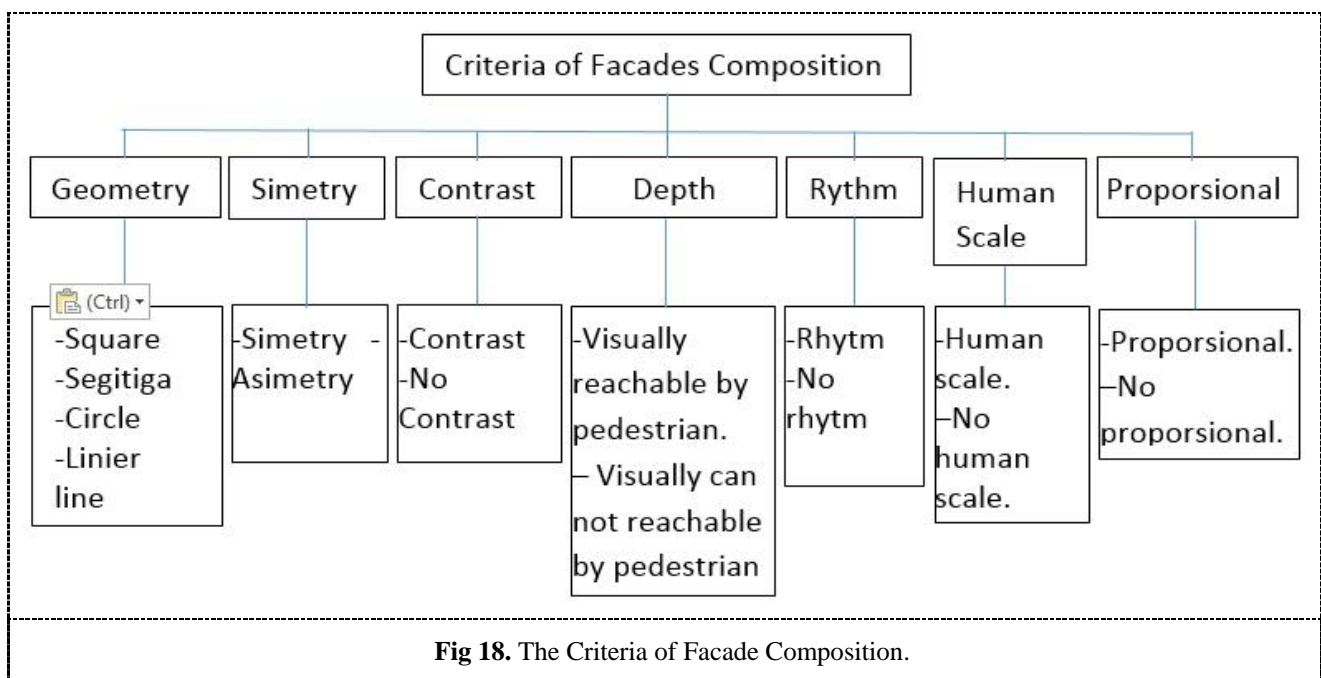 Criteria of Facades Composition
Geometry
Simetry
Contrast
Depth
Rythm
Human
Scale
Proporsional
(Ctrl)
-Square
-Segitiga
-Circle
-Linier
line
-Simetry -
Asimetry
-Contrast
-No
Contrast
-Visually
reachable by
pedestrian.
– Visually can
not reachable
by pedestrian
-Rhytm
-No
rhytm
-Human
scale.
–No
human
scale.
-Proporsional.
–No
proporsional.
Fig 18. The Criteria of Facade Composition.